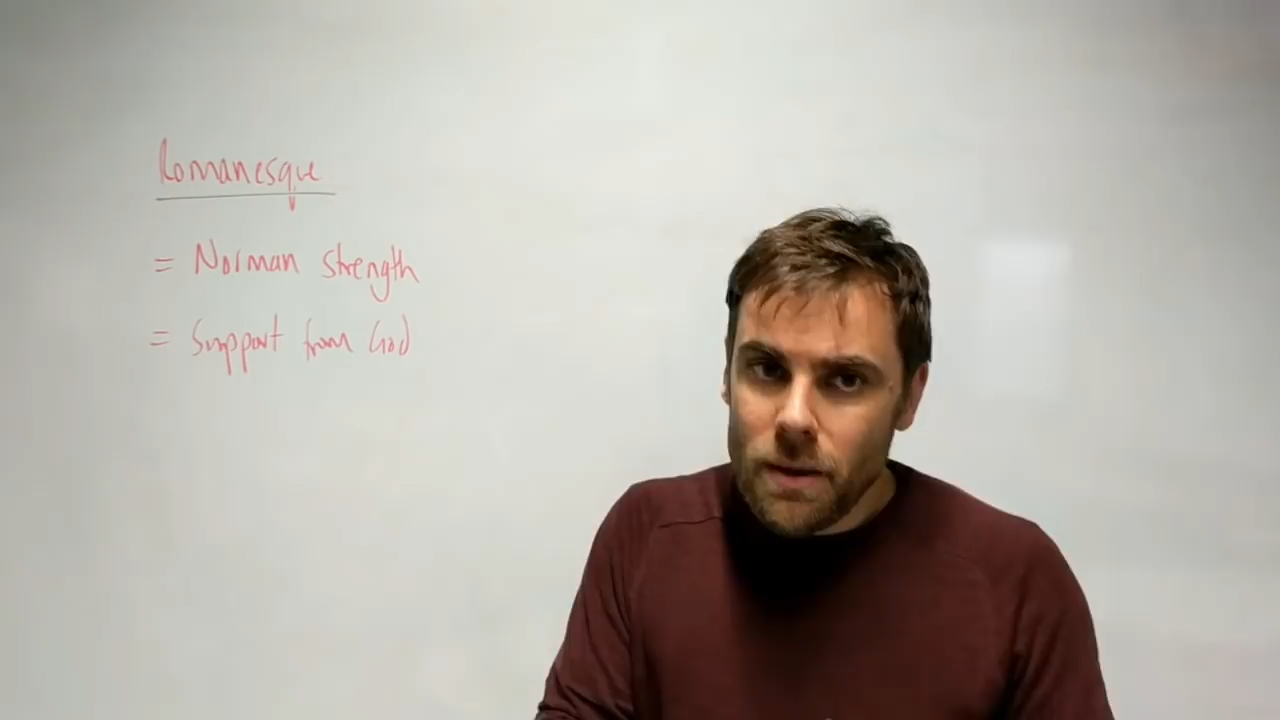 Romanesque
= Norman strength
= Support from God